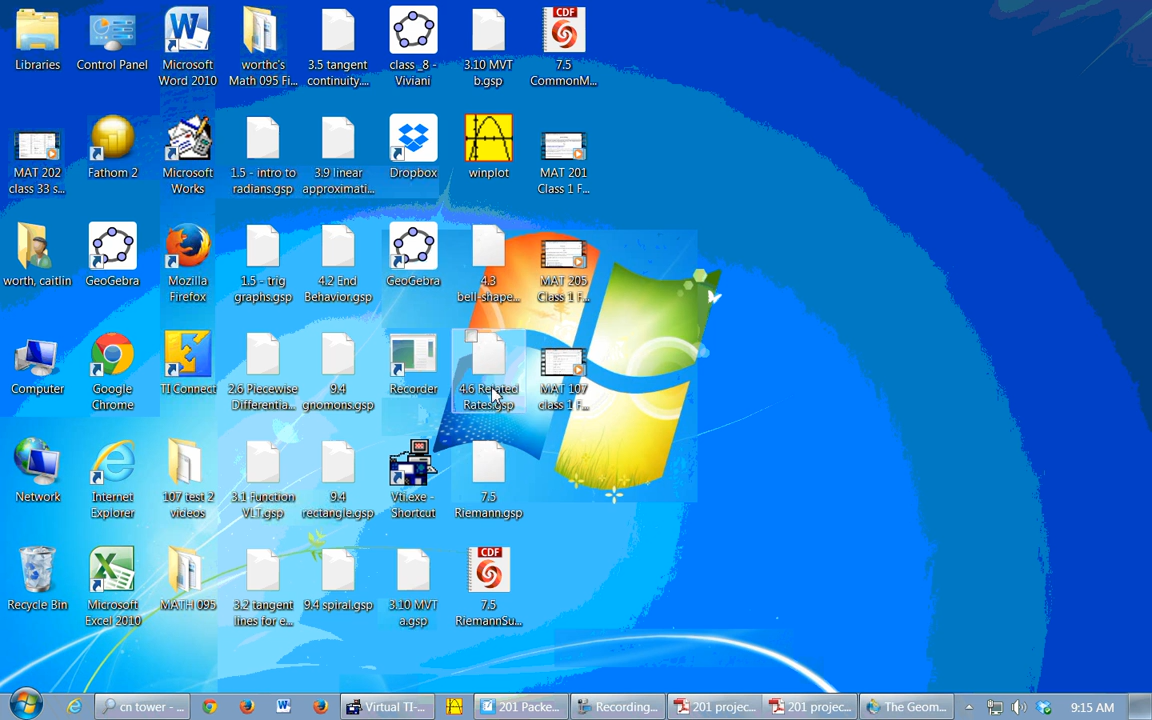 Libraries
Control Panel
Microsoft
Word 2010
worthc's
Math 095 Fi...
3.5 tangent
continuity....
class _8 -
Viviani
3.10 MVT
b.gsp
CDF
7.5
CommonM...
MAT 202
class 33 s...
Fathom 2
Microsoft
Works
1.5 - intro to
radians.gsp
3.9 linear
approximati...
Dropbox
winplot
MAT 201
Class 1 F...
worth, caitlin
GeoGebra
Mozilla
Firefox
1.5 - trig
graphs.gsp
4.2 End
Behavior.gsp
GeoGebra
4.3
bell-shape...
MAT 205
Class 1 F...
Computer
Google
Chrome
TI Connect
2.6 Piecewise
Differentia...
9.4
gnomons.gsp
Recorder
4.6 Related
Rates.gsp
MAT 107
class 1 F...
Network
Internet
Explorer
107 test 2
videos
3.1 Function
VLT.gsp
9.4
rectangle.gsp
Vti.exe -
Shortcut
7.5
Riemann.gsp
Recycle Bin
Microsoft
Excel 2010
MATH 095
3.2 tangent
lines for e...
9.4 spiral.gsp
3.10 MVT
a.gsp
CDF
7.5
RiemannSu...
cn tower - ...
Virtual TI-...
201 Packe...
Recording...
201 projec...
201 projec...
The Geom...
9:15 AM